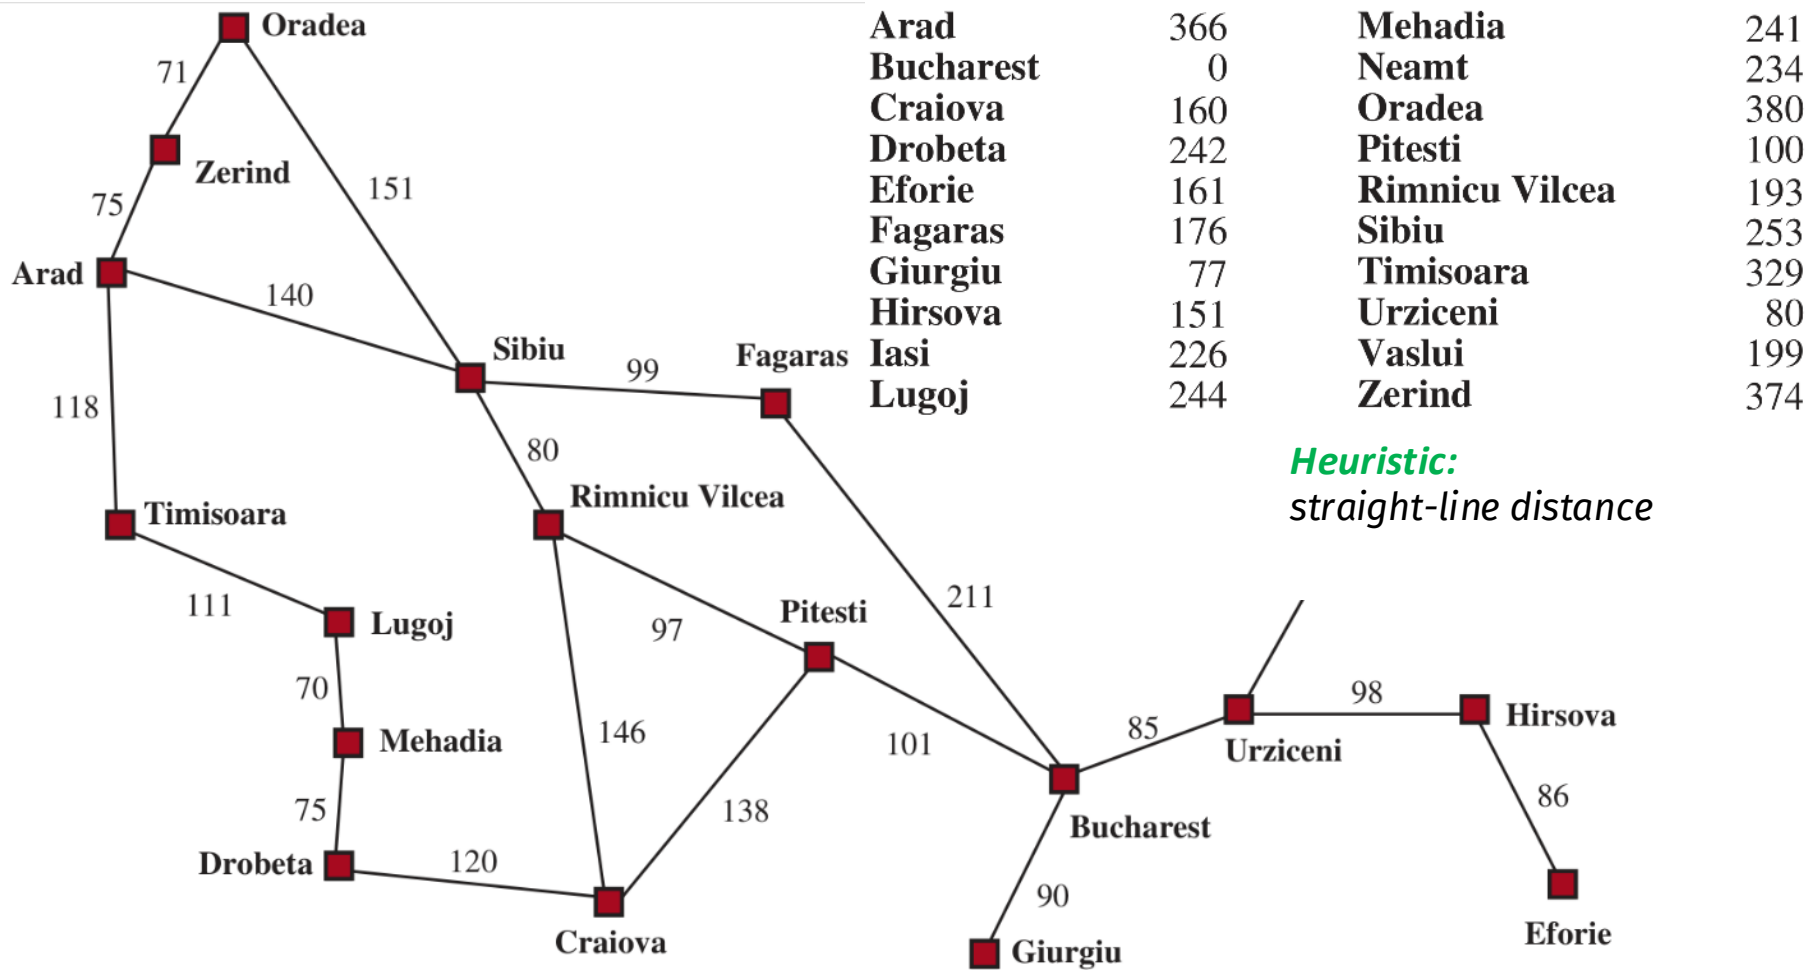 Oradea
71
Zerind
151
75
Arad
140
Sibiu
99
Fagaras
118
80
Rimnicu Vilcea
Timisoara
111
Lugoj
97
Pitesti
211
70
146
Mehadia
101
85
98
Hirsova
Urziceni
75
138
86
Bucharest
Drobeta
120
90
Craiova
Giurgiu
Eforie
Arad 366 Mehadia 241
Bucharest 0 Neamt 234
Craiova 160 Oradea 380
Drobeta 242 Pitesti 100
Eforie 161 Rimnicu Vilcea 193
Fagaras 176 Sibiu 253
Giurgiu 77 Timisoara 329
Hirsova 151 Urziceni 80
Iasi 226 Vaslui 199
Lugoj 244 Zerind 374
Heuristic:
straight-line distance